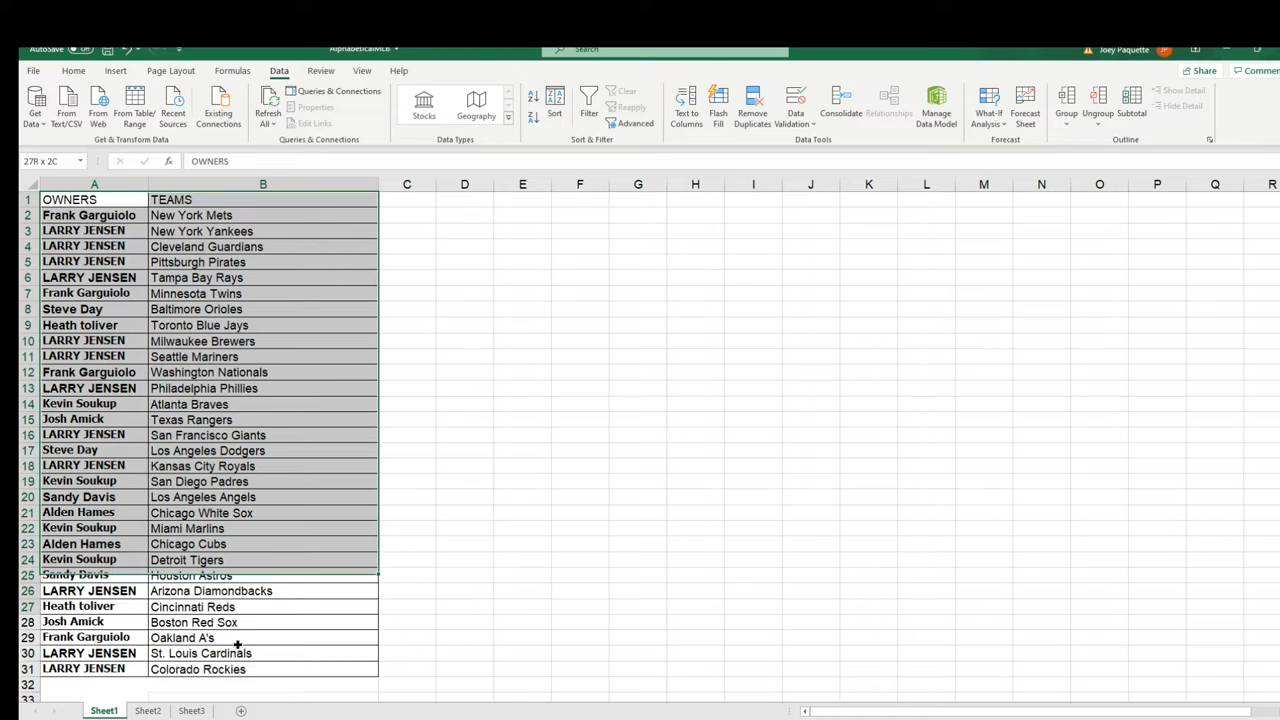 AutoSave Off AlphabeticalMLB Search Joey Paquette
File Home Insert Page Layout Formulas Data Review View Help Share Commen
Get Data From Text/CSV From Web From Table/Range Recent Sources Existing Connections Refresh All Queries & Connections Properties Edit Links Stocks Geography Sort Filter Clear Reapply Advanced Text to Columns Flash Fill Remove Duplicates Data Validation Consolidate Relationships Manage Data Model What-If Analysis Forecast Sheet Group Ungroup Subtotal Show Detail Hide Detail
Get & Transform Data Queries & Connections Data Types Sort & Filter Data Tools Forecast Outline
27R x 2C fx OWNERS
A B C D E F G H I J K L M N O P Q R
1 OWNERS TEAMS
2 Frank Garguiolo New York Mets
3 LARRY JENSEN New York Yankees
4 LARRY JENSEN Cleveland Guardians
5 LARRY JENSEN Pittsburgh Pirates
6 LARRY JENSEN Tampa Bay Rays
7 Frank Garguiolo Minnesota Twins
8 Steve Day Baltimore Orioles
9 Heath toliver Toronto Blue Jays
10 LARRY JENSEN Milwaukee Brewers
11 LARRY JENSEN Seattle Mariners
12 Frank Garguiolo Washington Nationals
13 LARRY JENSEN Philadelphia Phillies
14 Kevin Soukup Atlanta Braves
15 Josh Amick Texas Rangers
16 LARRY JENSEN San Francisco Giants
17 Steve Day Los Angeles Dodgers
18 LARRY JENSEN Kansas City Royals
19 Kevin Soukup San Diego Padres
20 Sandy Davis Los Angeles Angels
21 Alden Hames Chicago White Sox
22 Kevin Soukup Miami Marlins
23 Alden Hames Chicago Cubs
24 Kevin Soukup Detroit Tigers
25 Sandy Davis Houston Astros
26 LARRY JENSEN Arizona Diamondbacks
27 Heath toliver Cincinnati Reds
28 Josh Amick Boston Red Sox
29 Frank Garguiolo Oakland A's
30 LARRY JENSEN St. Louis Cardinals
31 LARRY JENSEN Colorado Rockies
32
33
Sheet1 Sheet2 Sheet3